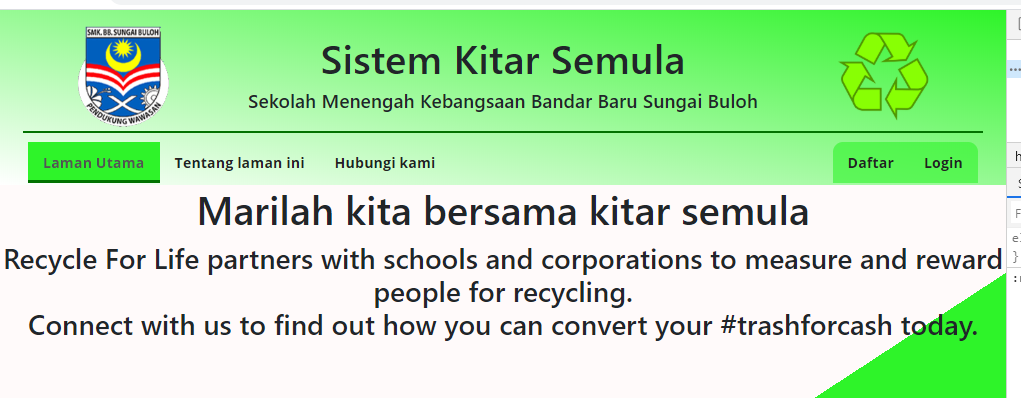 SMK. BB. SUNGAI BULOH
PENDUKUNG WAWASAN
Sistem Kitar Semula
Sekolah Menengah Kebangsaan Bandar Baru Sungai Buloh
Laman Utama Tentang laman ini Hubungi kami Daftar Login
Marilah kita bersama kitar semula
Recycle For Life partners with schools and corporations to measure and reward
people for recycling.
Connect with us to find out how you can convert your #trashforcash today.